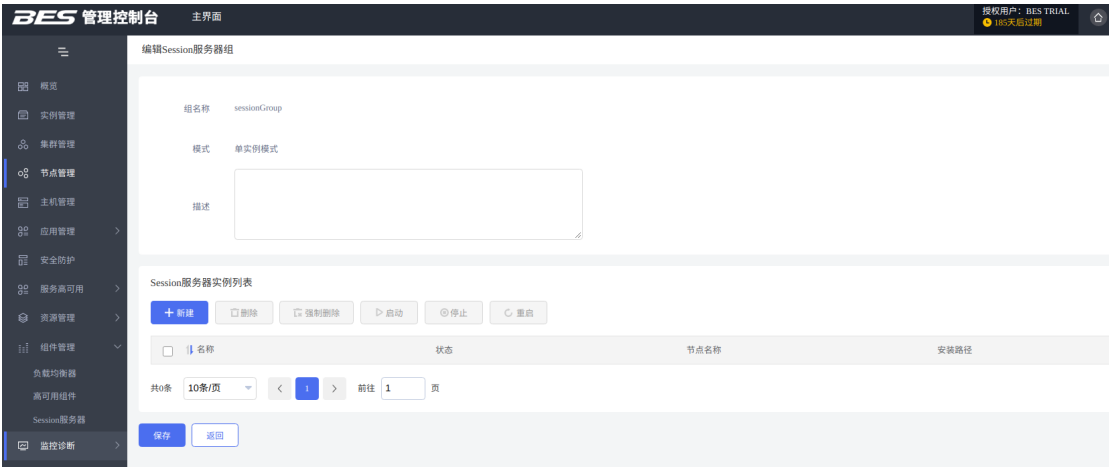 BES 管理控制台
主界面
授权用户：BES TRIAL
185天后过期
编辑Session服务器组
概览
实例管理
集群管理
节点管理
主机管理
应用管理
安全防护
服务高可用
资源管理
组件管理
负载均衡器
高可用组件
Session服务器
监控诊断
组名称 sessionGroup
模式 单实例模式
描述
Session服务器实例列表
新建 删除 强制删除 启动 停止 重启
名称 状态 节点名称 安装路径
共0条 10条/页 1 前往 1 页
保存 返回